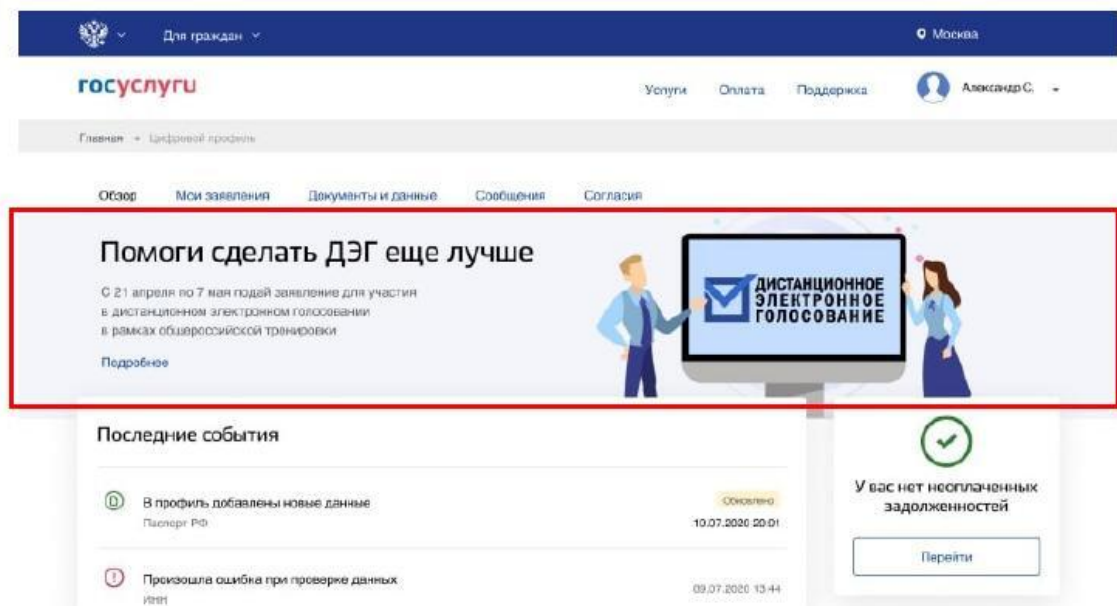 Для граждан
Москва
госуслуги
Услуги Оплата Поддержка Александр С.
Главная Цифровой профиль
Обзор Мои заявления Документы и данные Сообщения Согласия
Помоги сделать ДЭГ еще лучше
С 21 апреля по 7 мая подай заявление для участия
в дистанционном электронном голосовании
в рамках общероссийской тренировки
Подробнее
ДИСТАНЦИОННОЕ
ЭЛЕКТРОННОЕ
ГОЛОСОВАНИЕ
Последние события
В профиль добавлены новые данные
Паспорт РФ
Обновлено
10.07.2020 20:01
Произошла ошибка при проверке данных
ИНН
09.07.2020 13:44
У вас нет неоплаченных
задолженностей
Перейти